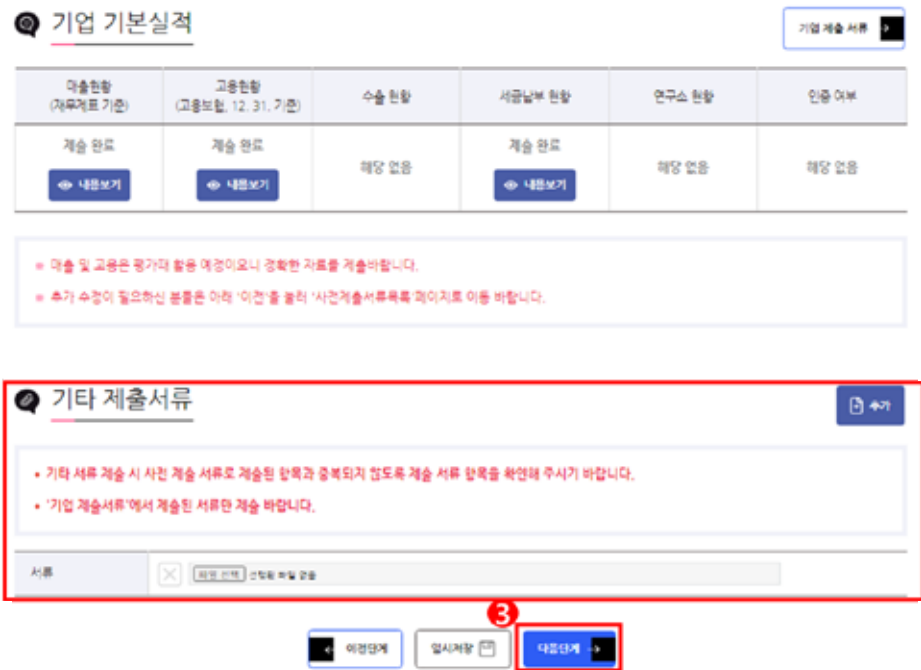 기업 기본실적
기업 제출 서류
매출현황
(재무제표 기준)
고용현황
(고용보험, 12. 31. 기준)
수출 현황
세금납부 현황
연구소 현황
인증 여부
제출 완료
내용보기
제출 완료
내용보기
해당 없음
제출 완료
내용보기
해당 없음
해당 없음
매출 및 고용은 평가때 활용 예정이오니 정확한 자료를 제출바랍니다.
추가 수정이 필요하신 분들은 아래 '이전'을 눌러 '사전제출서류목록'페이지로 이동 바랍니다.
기타 제출서류
추가
• 기타 서류 제출 시 사전 제출 서류로 제출된 항목과 중복되지 않도록 제출 서류 항목을 확인해 주시기 바랍니다.
• '기업 제출서류'에서 제출된 서류만 제출 바랍니다.
서류
파일 선택 선택된 파일 없음
3
이전단계
임시저장
다음단계